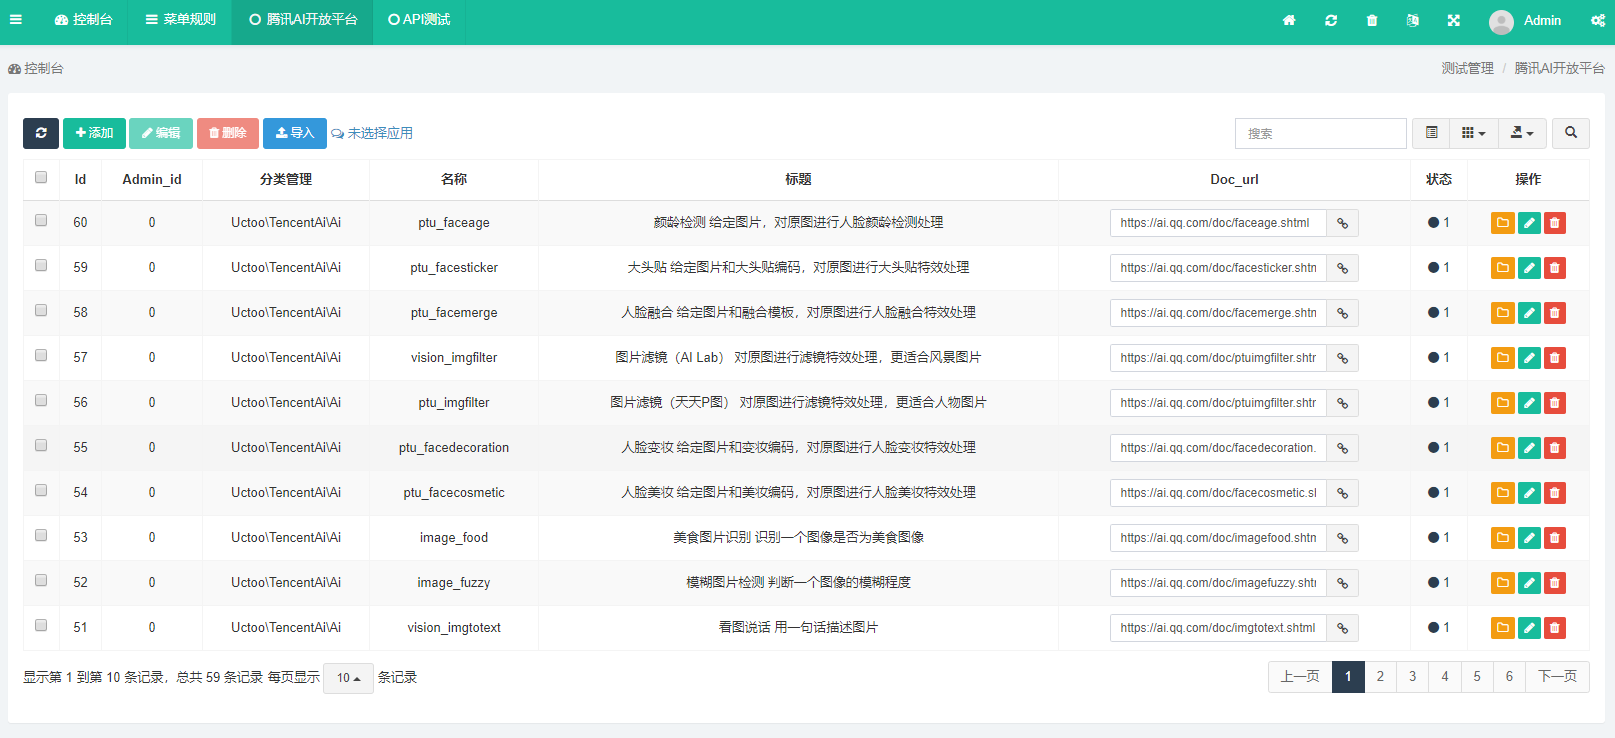 控制台 菜单规则 腾讯AI开放平台 API测试 Admin
控制台 测试管理 / 腾讯AI开放平台
添加 编辑 删除 导入 未选择应用 搜索
Id Admin_id 分类管理 名称 标题 Doc_url 状态 操作
60 0 Uctoo\TencentAi\Ai ptu_faceage 颜龄检测 给定图片，对原图进行人脸颜龄检测处理 https://ai.qq.com/doc/faceage.shtml 1
59 0 Uctoo\TencentAi\Ai ptu_facesticker 大头贴 给定图片和大头贴编码，对原图进行大头贴特效处理 https://ai.qq.com/doc/facesticker.shtn 1
58 0 Uctoo\TencentAi\Ai ptu_facemerge 人脸融合 给定图片和融合模板，对原图进行人脸融合特效处理 https://ai.qq.com/doc/facemerge.shtn 1
57 0 Uctoo\TencentAi\Ai vision_imgfilter 图片滤镜（AI Lab） 对原图进行滤镜特效处理，更适合风景图片 https://ai.qq.com/doc/ptuimgfilter.shtr 1
56 0 Uctoo\TencentAi\Ai ptu_imgfilter 图片滤镜（天天P图） 对原图进行滤镜特效处理，更适合人物图片 https://ai.qq.com/doc/ptuimgfilter.shtr 1
55 0 Uctoo\TencentAi\Ai ptu_facedecoration 人脸变妆 给定图片和变妆编码，对原图进行人脸变妆特效处理 https://ai.qq.com/doc/facedecoration. 1
54 0 Uctoo\TencentAi\Ai ptu_facecosmetic 人脸美妆 给定图片和美妆编码，对原图进行人脸美妆特效处理 https://ai.qq.com/doc/facecosmetic.sl 1
53 0 Uctoo\TencentAi\Ai image_food 美食图片识别 识别一个图像是否为美食图像 https://ai.qq.com/doc/imagefood.shtn 1
52 0 Uctoo\TencentAi\Ai image_fuzzy 模糊图片检测 判断一个图像的模糊程度 https://ai.qq.com/doc/imagefuzzy.shtı 1
51 0 Uctoo\TencentAi\Ai vision_imgtotext 看图说话 用一句话描述图片 https://ai.qq.com/doc/imgtotext.shtml 1
显示第 1 到第 10 条记录，总共 59 条记录 每页显示 10 条记录 上一页 1 2 3 4 5 6 下一页